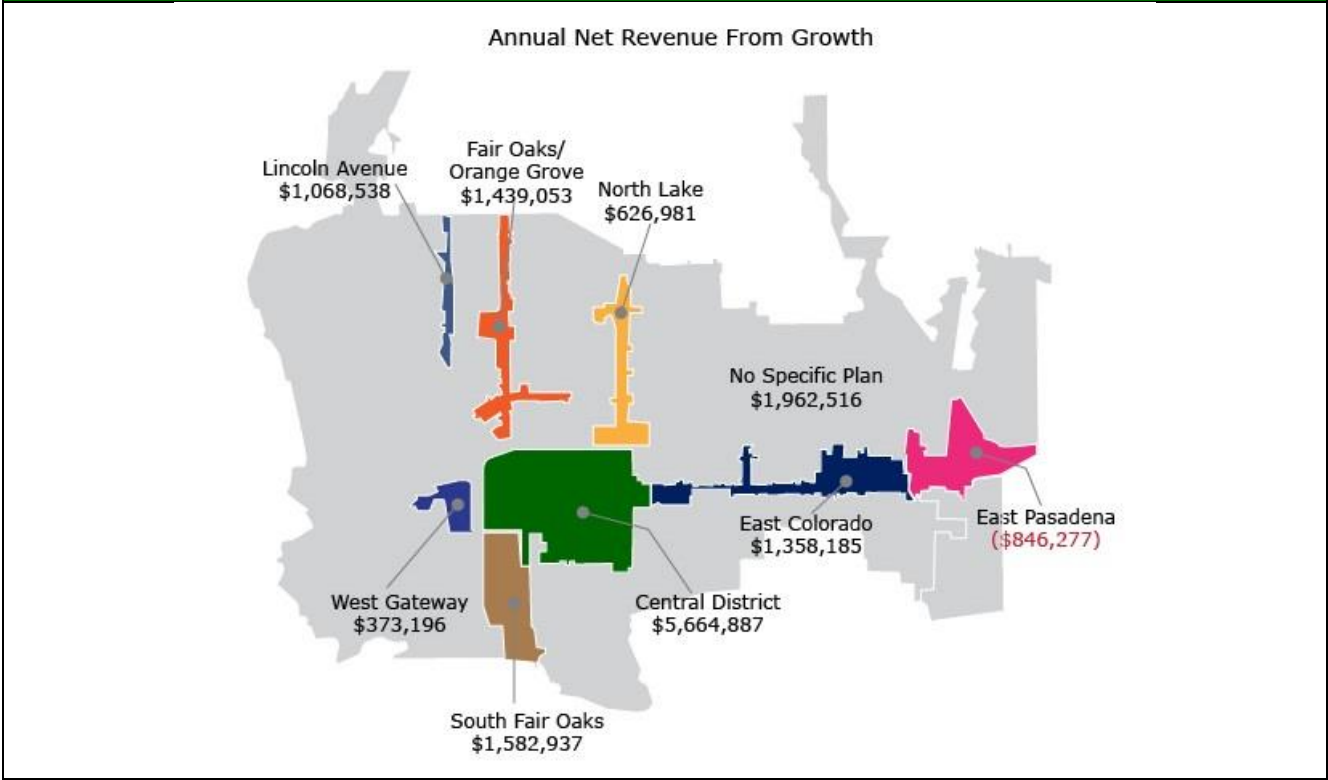 Annual Net Revenue From Growth
Lincoln Avenue
$1,068,538
Fair Oaks/
Orange Grove
$1,439,053
North Lake
$626,981
No Specific Plan
$1,962,516
East Colorado
$1,358,185
East Pasadena
($846,277)
West Gateway
$373,196
Central District
$5,664,887
South Fair Oaks
$1,582,937